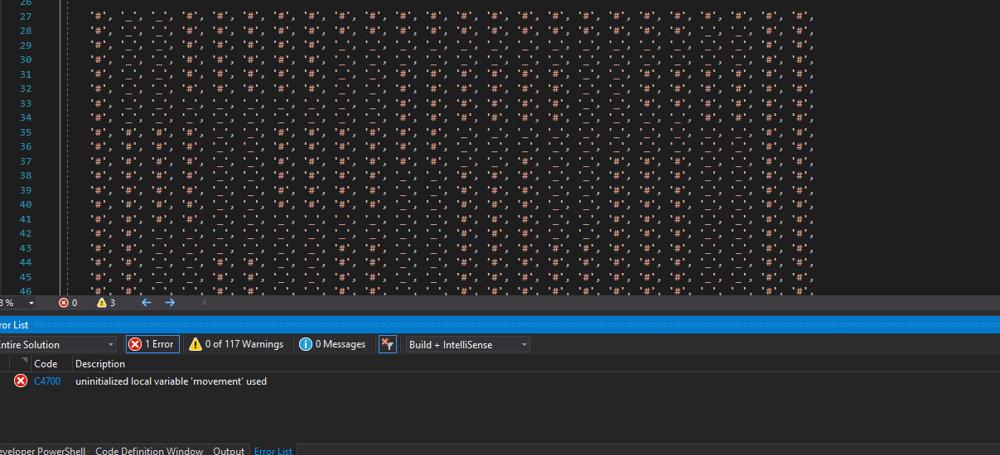 26
27 '#', '_', '_', '#', '#', '#', '#', '#', '#', '#', '#', '#', '#', '#', '#', '#', '#', '#', '#', '#', '#', '#', '#', '#',
28 '#', '_', '_', '#', '#', '#', '#', '#', '#', '#', '#', '#', '#', '#', '#', '#', '#', '#', '#', '#', '_', '_', '#', '#',
29 '#', '_', '_', '#', '#', '#', '#', '#', '_', '_', '_', '_', '_', '_', '_', '_', '_', '_', '_', '_', '_', '_', '#', '#',
30 '#', '_', '_', '#', '#', '#', '#', '#', '_', '_', '_', '_', '_', '_', '_', '_', '_', '_', '_', '_', '_', '_', '#', '#',
31 '#', '_', '_', '#', '#', '#', '#', '#', '_', '_', '#', '#', '#', '#', '#', '#', '_', '_', '#', '#', '#', '#', '#', '#',
32 '#', '_', '_', '#', '#', '#', '#', '#', '_', '_', '#', '#', '#', '#', '#', '#', '_', '_', '#', '#', '#', '#', '#', '#',
33 '#', '_', '_', '_', '_', '_', '_', '_', '_', '_', '#', '#', '#', '#', '#', '#', '_', '_', '#', '#', '#', '#', '#', '#',
34 '#', '_', '_', '_', '_', '_', '_', '_', '_', '_', '#', '#', '#', '#', '#', '#', '_', '_', '_', '_', '#', '#', '#', '#',
35 '#', '#', '#', '#', '_', '_', '#', '#', '#', '#', '#', '#', '_', '_', '_', '_', '_', '_', '_', '_', '_', '_', '#', '#',
36 '#', '#', '#', '#', '_', '_', '#', '#', '#', '#', '#', '#', '_', '_', '_', '_', '_', '_', '_', '_', '_', '_', '#', '#',
37 '#', '#', '#', '#', '_', '_', '#', '#', '#', '#', '#', '#', '_', '_', '#', '_', '_', '#', '#', '#', '_', '_', '#', '#',
38 '#', '#', '_', '_', '_', '_', '#', '#', '#', '#', '_', '_', '#', '#', '#', '_', '_', '#', '#', '#', '_', '_', '#', '#',
39 '#', '#', '_', '_', '_', '_', '#', '#', '#', '#', '_', '_', '#', '#', '#', '_', '_', '#', '#', '#', '_', '_', '#', '#',
40 '#', '#', '_', '_', '_', '_', '#', '#', '#', '#', '_', '_', '#', '#', '#', '_', '_', '#', '#', '#', '_', '_', '#', '#',
41 '#', '#', '#', '#', '_', '_', '_', '_', '_', '_', '_', '_', '#', '#', '#', '_', '_', '#', '#', '#', '_', '_', '#', '#',
42 '#', '#', '_', '_', '_', '_', '_', '_', '#', '#', '_', '_', '#', '#', '#', '_', '_', '#', '#', '#', '_', '_', '#', '#',
43 '#', '#', '_', '_', '_', '_', '_', '_', '#', '#', '_', '_', '#', '#', '#', '#', '#', '#', '#', '#', '_', '_', '#', '#',
44 '#', '#', '_', '_', '#', '#', '_', '_', '#', '#', '_', '_', '#', '#', '#', '#', '#', '#', '#', '#', '_', '_', '#', '#',
45 '#', '#', '_', '_', '#', '#', '_', '_', '#', '#', '_', '_', '#', '#', '#', '#', '#', '#', '#', '#', '_', '_', '#', '#',
46 '#', '#', '_', '_', '#', '#', '_', '_', '#', '#', '_', '_', '#', '#', '#', '#', '#', '#', '#', '#', '_', '_', '#', '#',
% 0 3
ror List
ntire Solution 1 Error 0 of 117 Warnings 0 Messages Build + IntelliSense
Code Description
C4700 uninitialized local variable 'movement' used
eveloper PowerShell Code Definition Window Output Error List